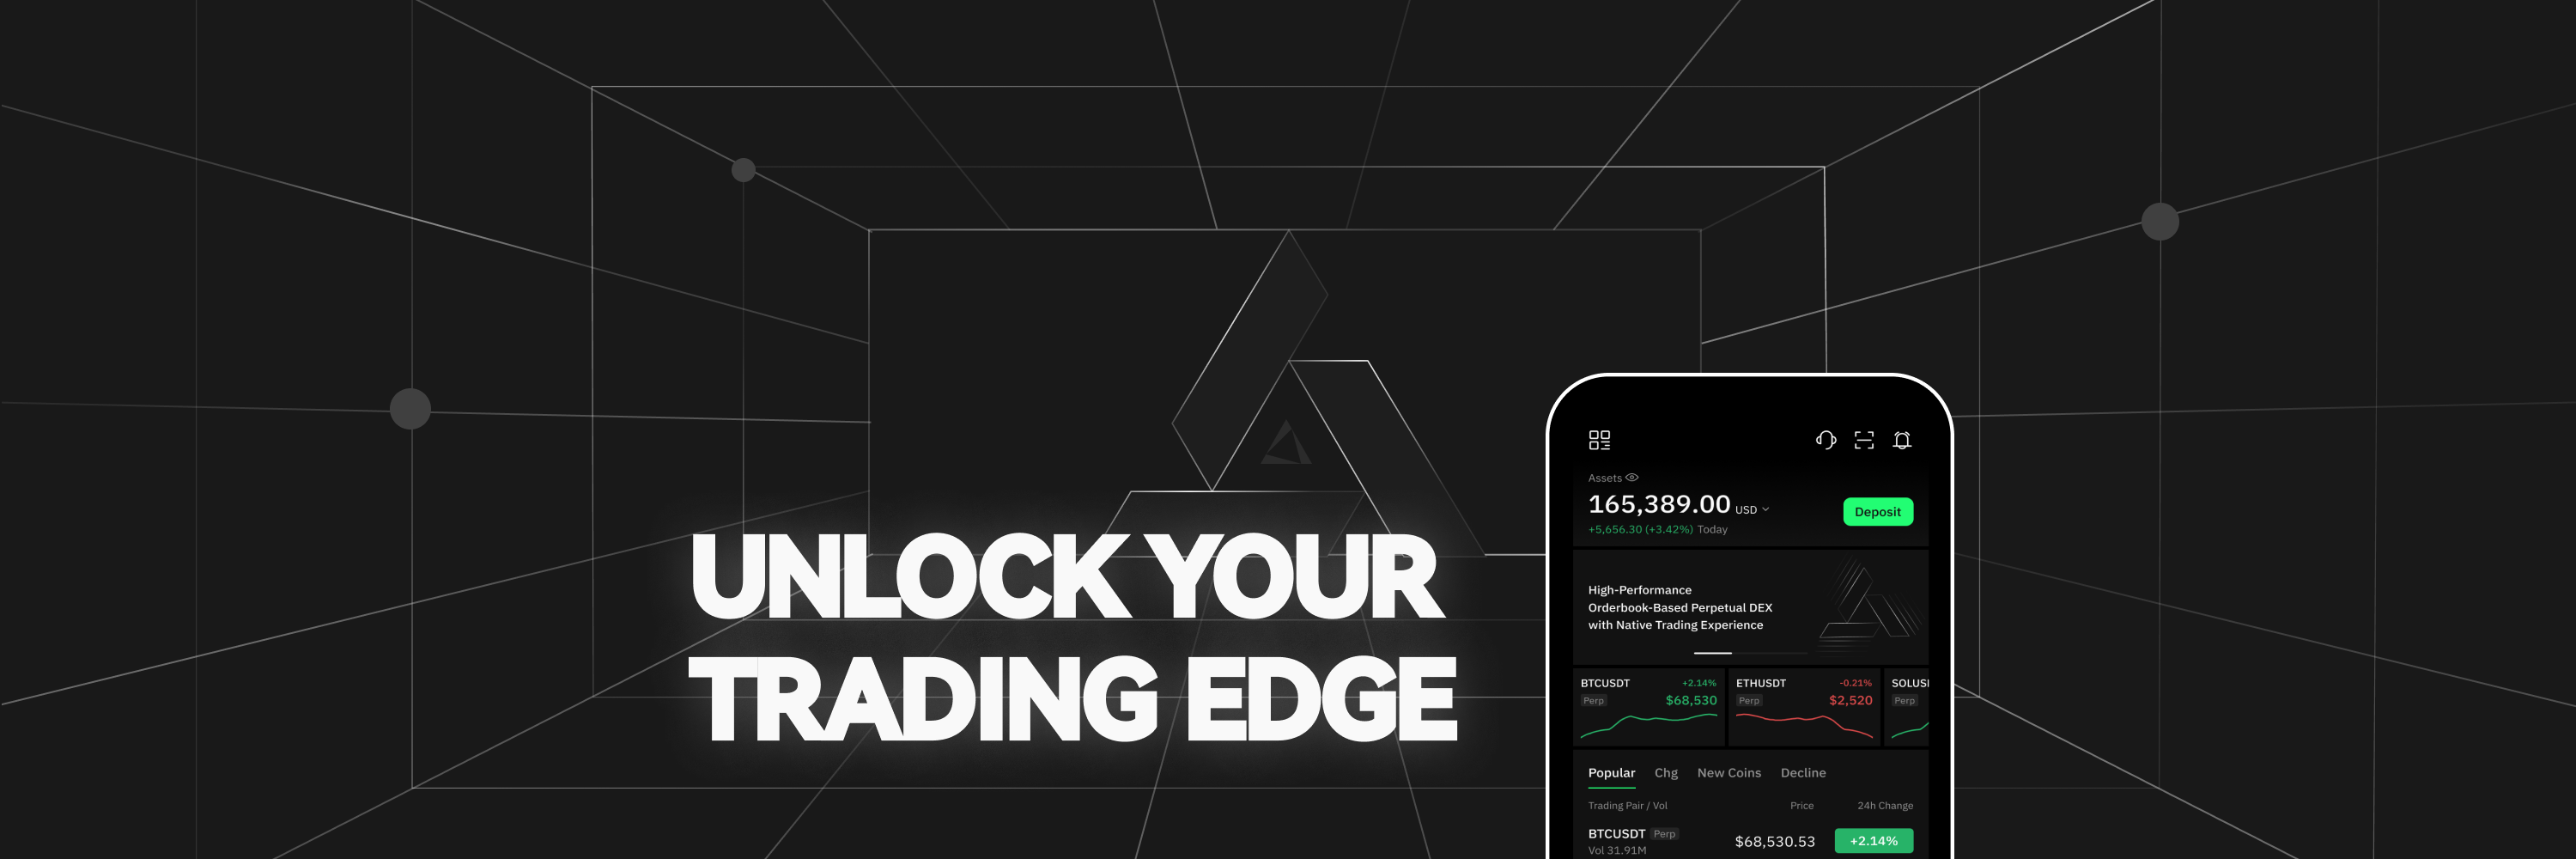 UNLOCK YOUR
TRADING EDGE
Assets
165,389.00 USD
+5,656.30 (+3.42%) Today
Deposit
High-Performance
Orderbook-Based Perpetual DEX
with Native Trading Experience
BTCUSDT +2.14%
Perp $68,530
ETHUSDT -0.21%
Perp $2,520
SOLUS
Perp
Popular Chg New Coins Decline
Trading Pair / Vol Price 24h Change
BTCUSDT Perp $68,530.53 +2.14%
Vol 31.91M